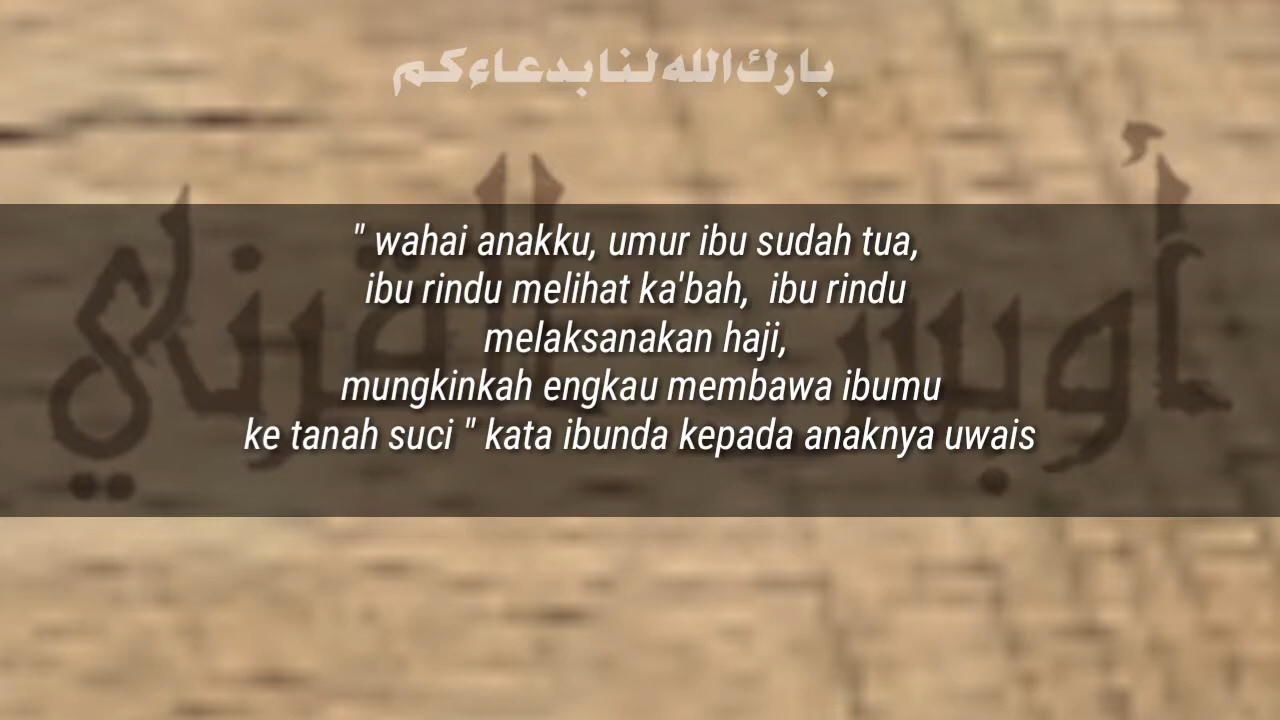 بارك الله لنا بدعاءكم
أويس القرني
" wahai anakku, umur ibu sudah tua,
ibu rindu melihat ka'bah, ibu rindu
melaksanakan haji,
mungkinkah engkau membawa ibumu
ke tanah suci " kata ibunda kepada anaknya uwais